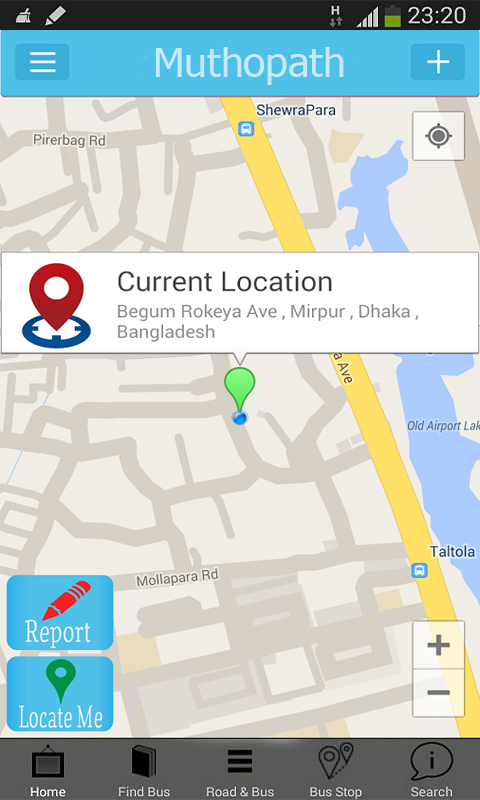 H
23:20
Muthopath
ShewraPara
Pirerbag Rd
Current Location
Begum Rokeya Ave , Mirpur , Dhaka ,
Bangladesh
a Ave
Old Airport Lak
Taltola
Mollapara Rd
Report
+
Locate Me
−
Home
Find Bus
Road & Bus
Bus Stop
Search